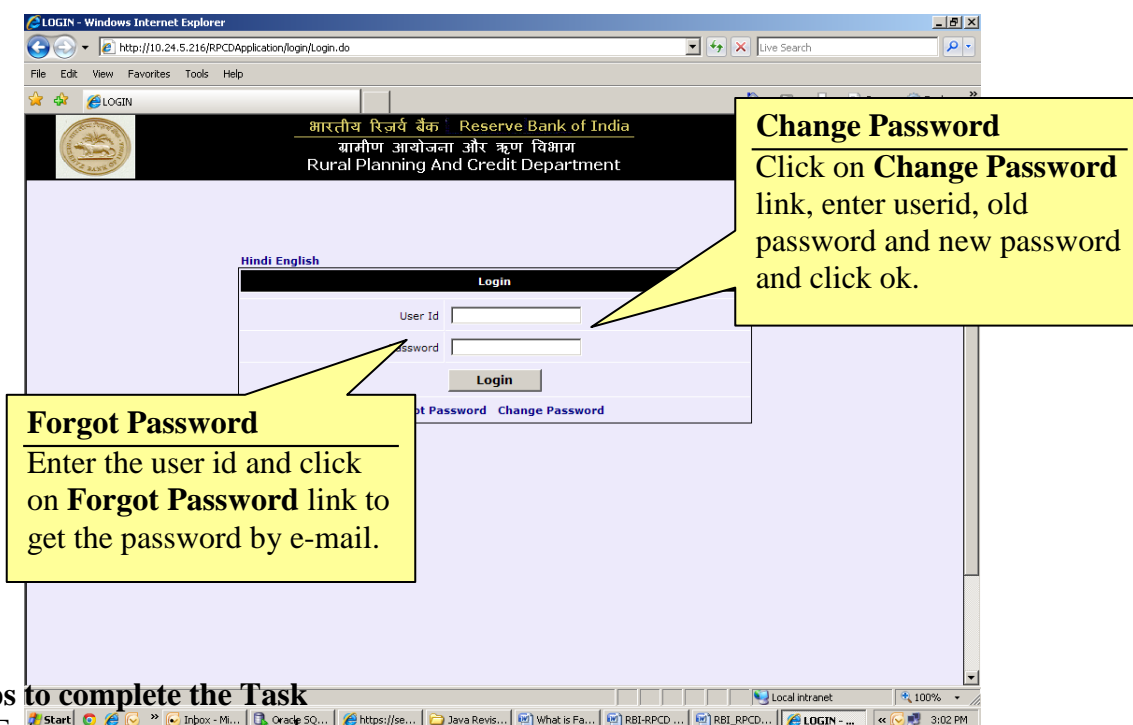 LOGIN - Windows Internet Explorer
http://10.24.5.216/RPCDApplication/login/Login.do
Live Search
File Edit View Favorites Tools Help
LOGIN
भारतीय रिज़र्व बैंक Reserve Bank of India
ग्रामीण आयोजना और ऋण विभाग
Rural Planning And Credit Department
Change Password
Click on Change Password
link, enter userid, old
password and new password
and click ok.
Hindi English
Login
User Id
Login
Change Password
Forgot Password
Enter the user id and click
on Forgot Password link to
get the password by e-mail.
to complete the Task
Local intranet 100%
Start Inbox - Mi... Oracle SQ... https://se... Java Revis... What is Fa... RBI-RPCD ... RBI_RPCD... LOGIN - ... 3:02 PM